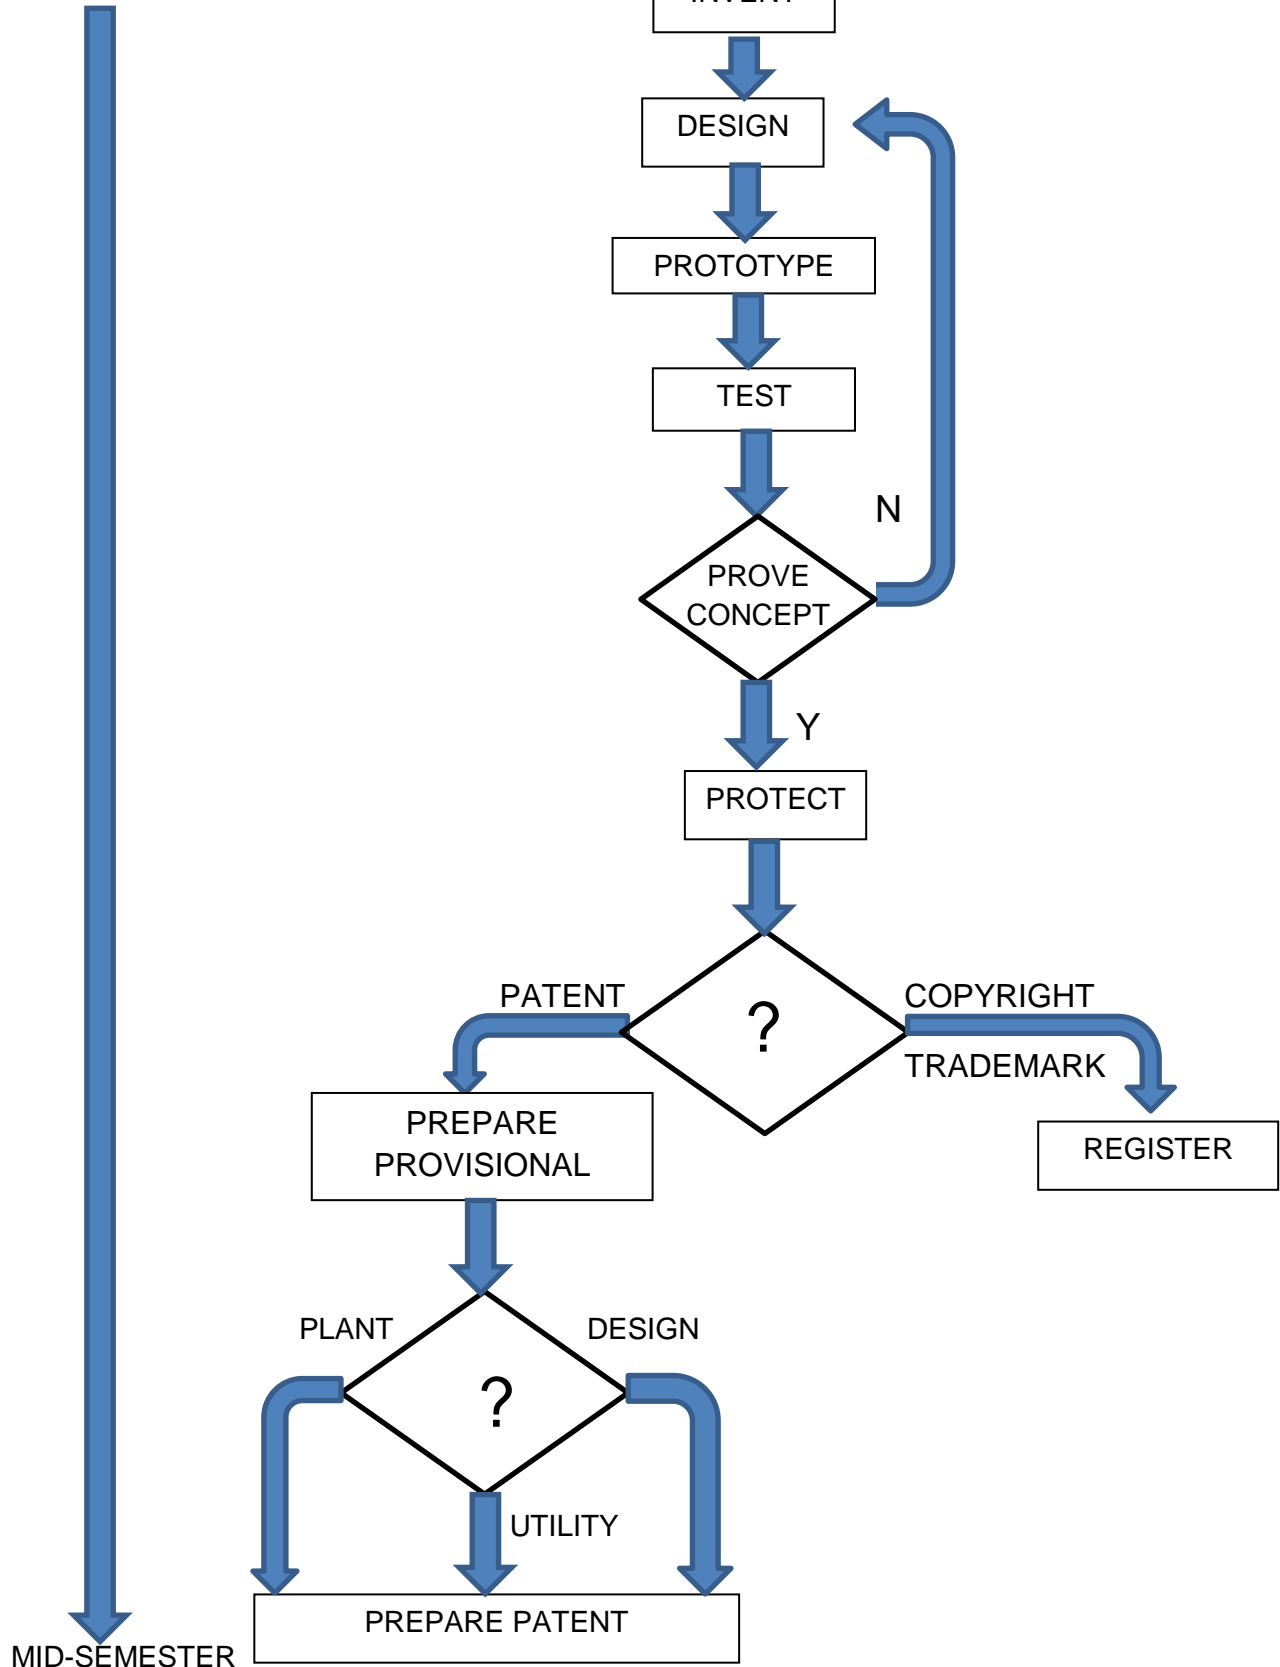 DESIGN
PROTOTYPE
TEST
N
PROVE
CONCEPT
Y
PROTECT
PATENT
COPYRIGHT
?
TRADEMARK
PREPARE
PROVISIONAL
REGISTER
PLANT
DESIGN
?
UTILITY
PREPARE PATENT
MID-SEMESTER